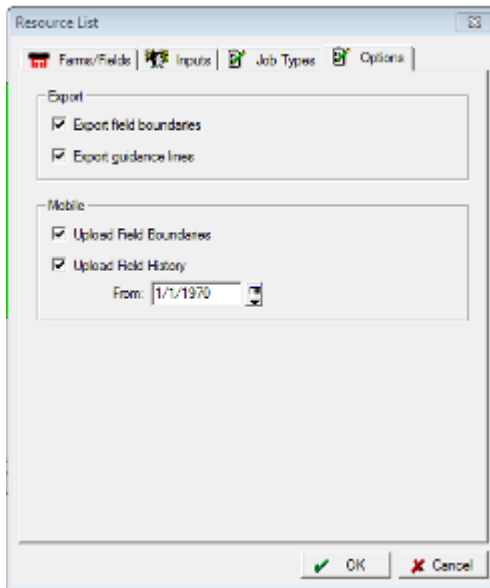 Resource List
Farms/Fields Inputs Job Types Options
Export
Export field boundaries
Export guidance lines
Mobile
Upload Field Boundaries
Upload Field History
From: 1/1/1970
OK Cancel